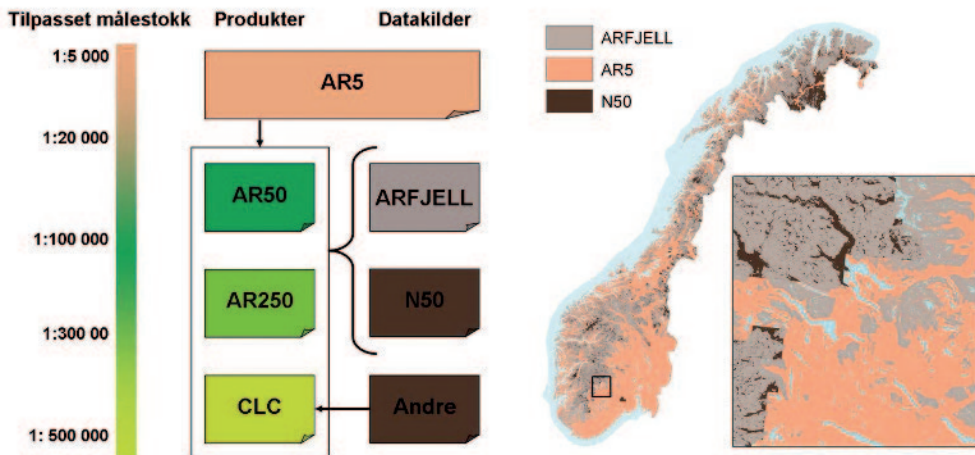 Tilpasset målestokk
Produkter
Datakilder
1:5 000
1:20 000
1:100 000
1:300 00
1: 500 000
AR5
AR50
ARFJELL
AR250
N50
CLC
Andre
ARFJELL
AR5
N50